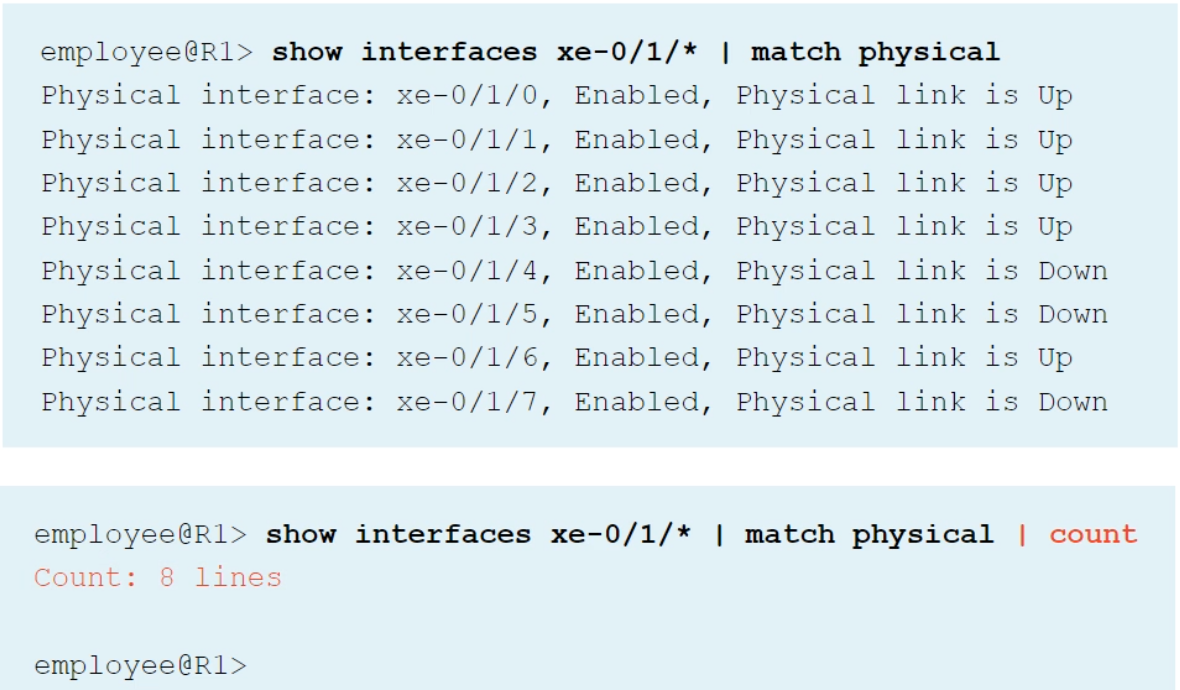 employee@R1> show interfaces xe-0/1/* | match physical
Physical interface: xe-0/1/0, Enabled, Physical link is Up
Physical interface: xe-0/1/1, Enabled, Physical link is Up
Physical interface: xe-0/1/2, Enabled, Physical link is Up
Physical interface: xe-0/1/3, Enabled, Physical link is Up
Physical interface: xe-0/1/4, Enabled, Physical link is Down
Physical interface: xe-0/1/5, Enabled, Physical link is Down
Physical interface: xe-0/1/6, Enabled, Physical link is Up
Physical interface: xe-0/1/7, Enabled, Physical link is Down
employee@R1> show interfaces xe-0/1/* | match physical | count
Count: 8 lines
employee@R1>